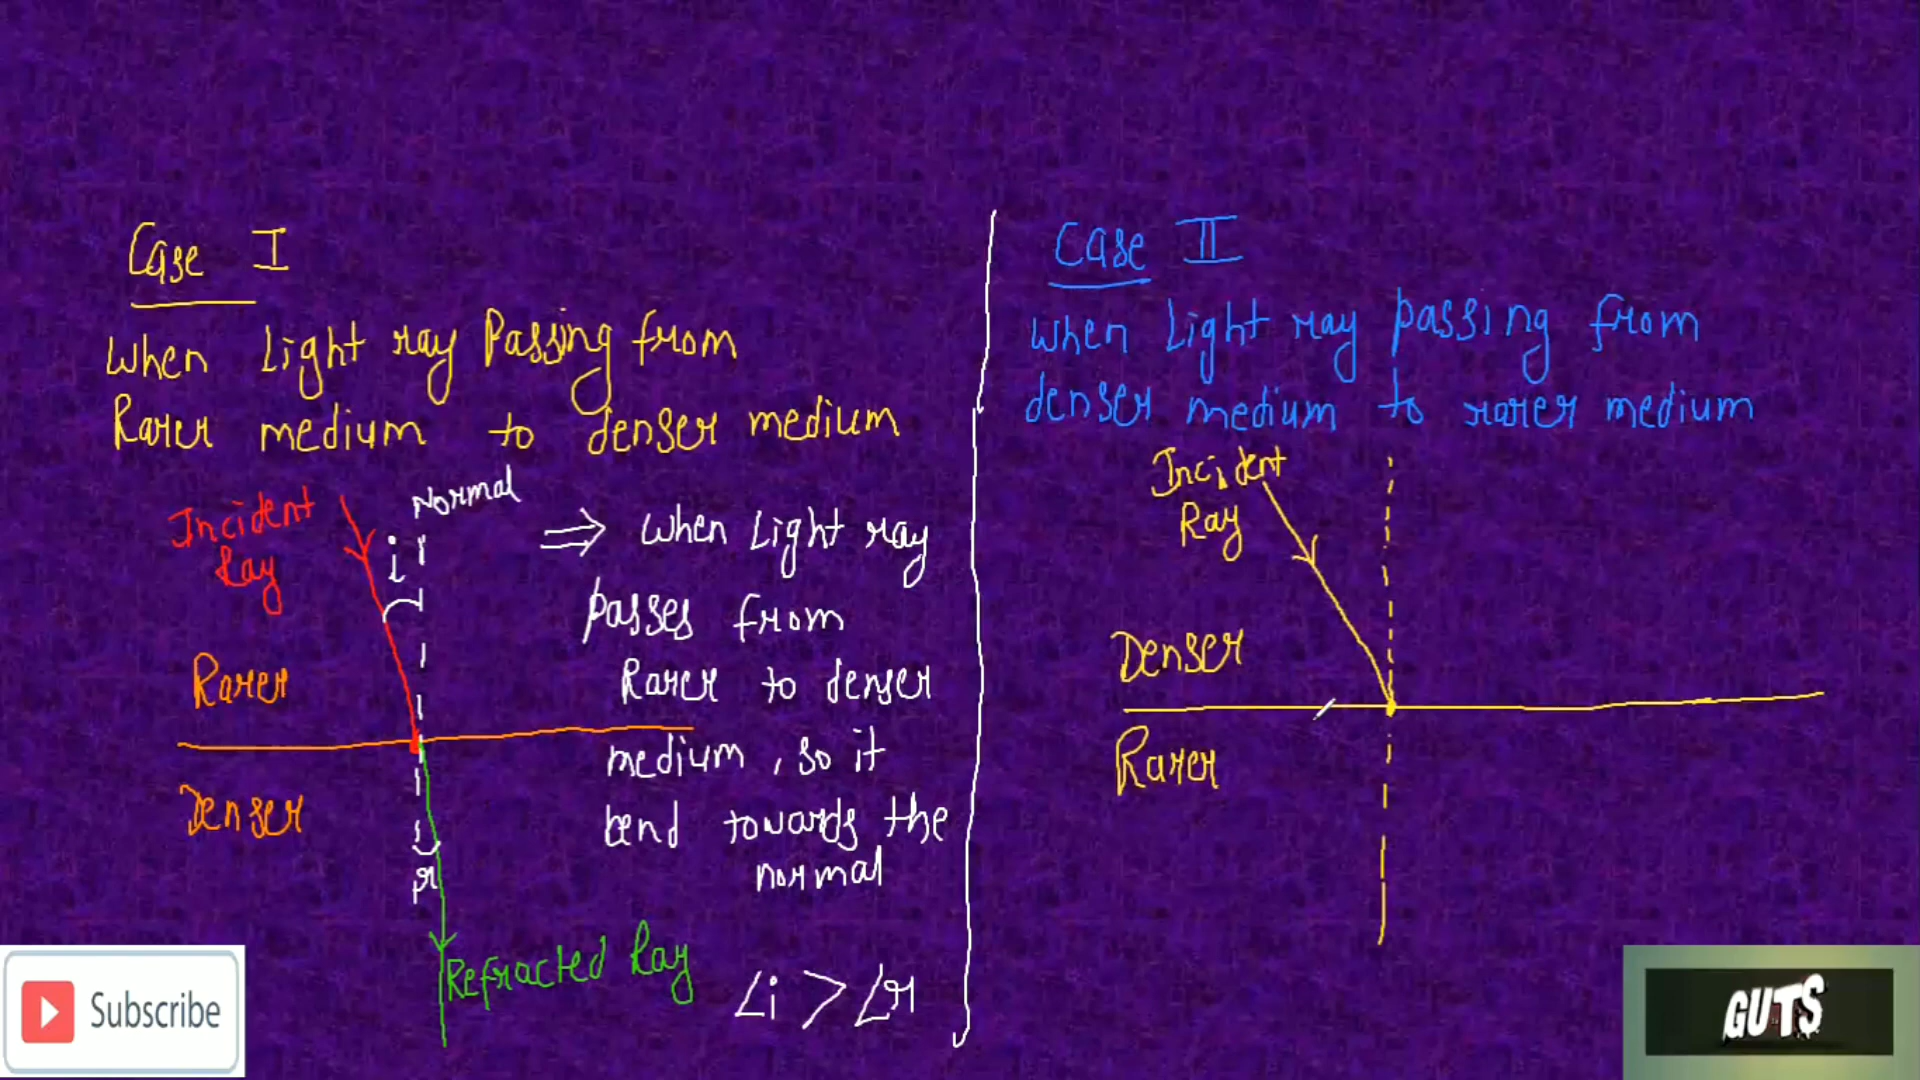 Case I
When Light ray Passing from
Rarer medium to denser medium
Incident
Ray
Normal
i
Rarer
Denser
r
Refracted Ray
⇒ When Light ray
passes from
Rarer to denser
medium, so it
bend towards the
normal
∠i > ∠r
Case II
When Light ray passing from
denser medium to rarer medium
Incident
Ray
Denser
Rarer
Subscribe
GUTS